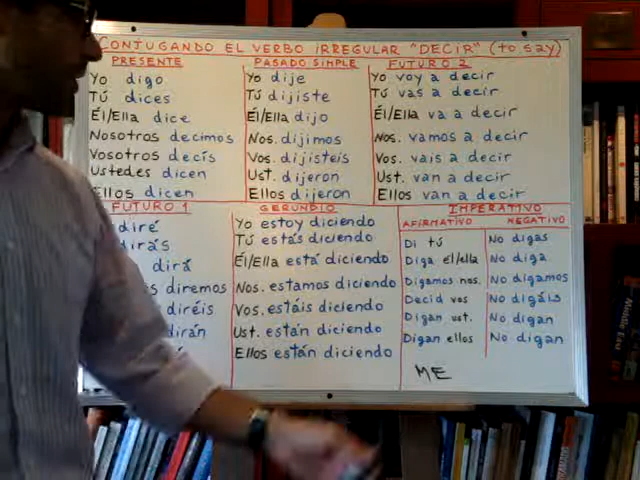 CONJUGANDO EL VERBO IRREGULAR "DECIR" (to say)
PRESENTE
Yo digo
Tú dices
Él/Ella dice
Nosotros decimos
Vosotros decís
Ustedes dicen
Ellos dicen
PASADO SIMPLE
Yo dije
Tú dijiste
Él/Ella dijo
Nos. dijimos
Vos. dijisteis
Ust. dijeron
Ellos dijeron
FUTURO 2
Yo voy a decir
Tú vas a decir
Él/Ella va a decir
Nos. vamos a decir
Vos. vais a decir
Ust. van a decir
Ellos van a decir
FUTURO 1
diré
dirás
dirá
diremos
diréis
dirán
GERUNDIO
Yo estoy diciendo
Tú estás diciendo
Él/Ella está diciendo
Nos. estamos diciendo
Vos. estáis diciendo
Ust. están diciendo
Ellos están diciendo
IMPERATIVO
AFIRMATIVO NEGATIVO
Di tú No digas
Diga el/ella No diga
Digamos nos. No digamos
Decid vos No digáis
Digan ust. No digan
Digan ellos No digan
ME
Middle East